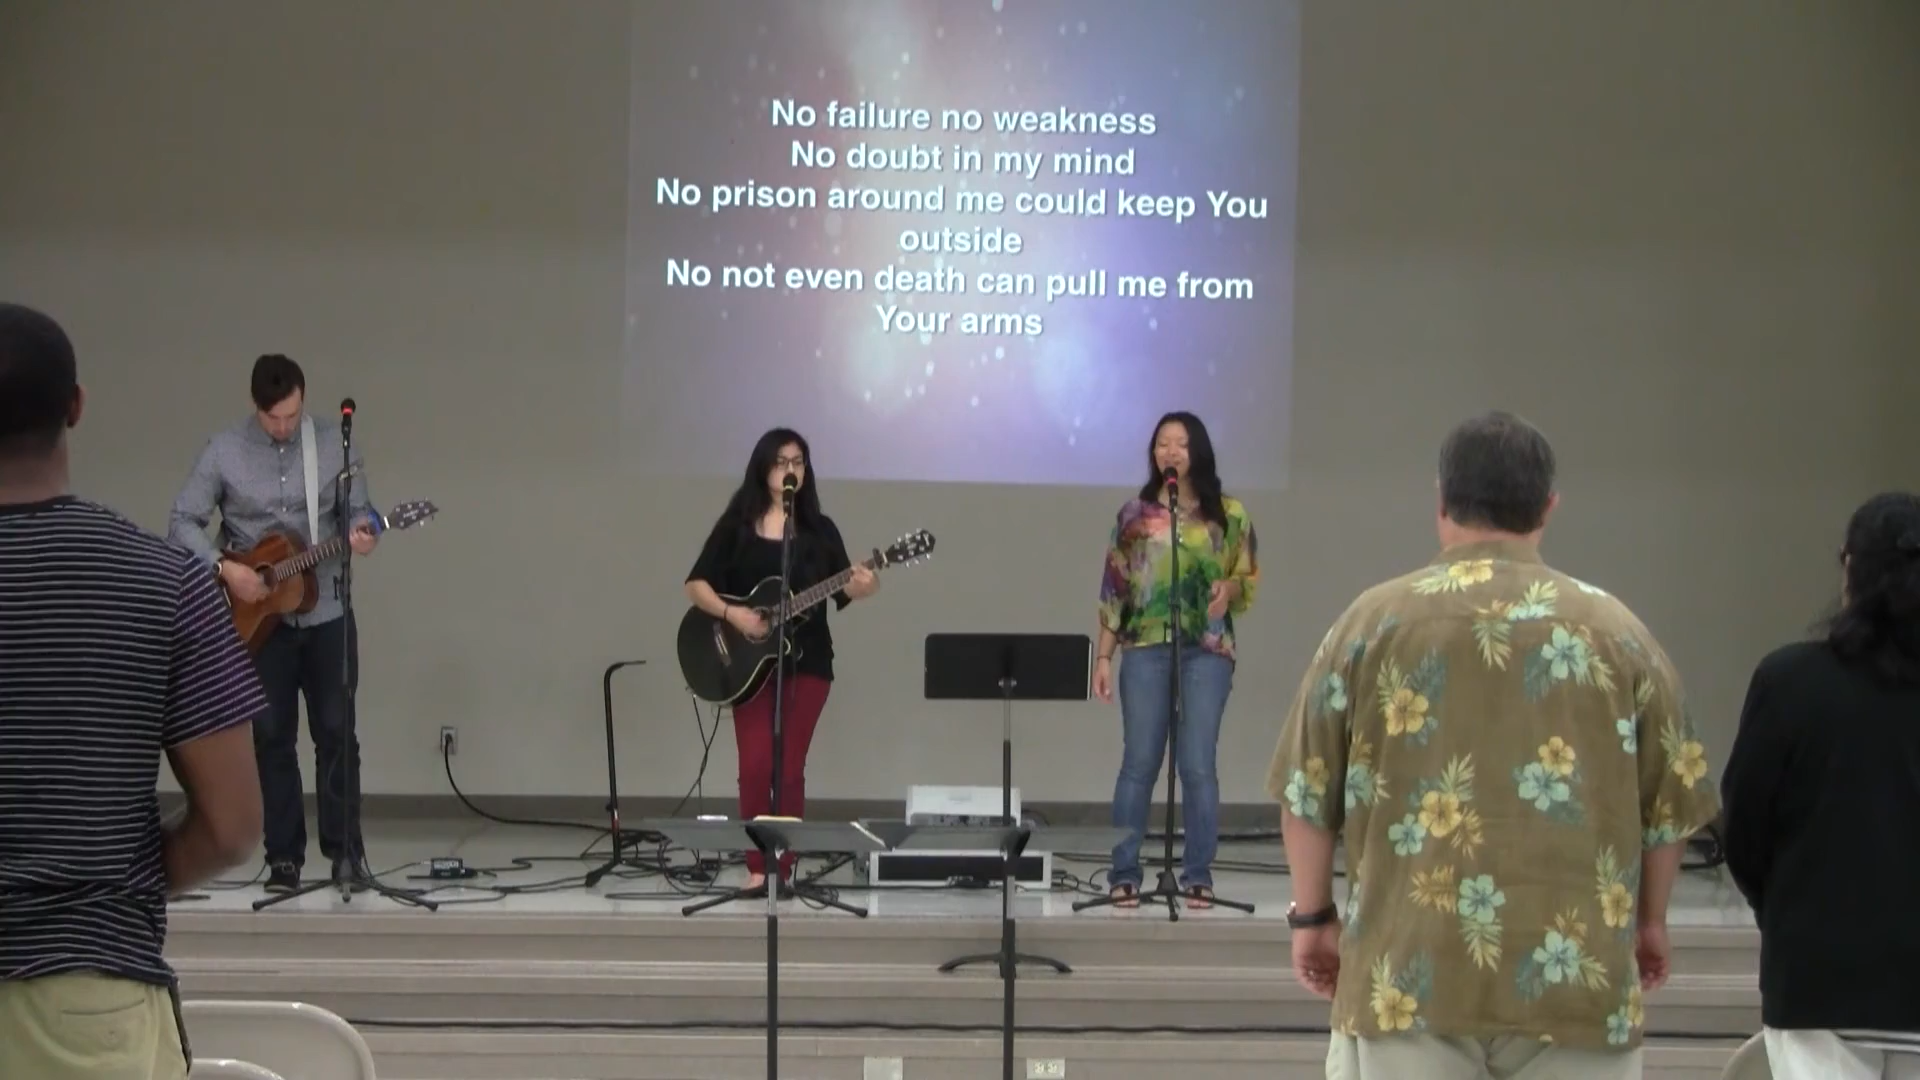 No failure no weakness
No doubt in my mind
No prison around me could keep You
outside
No not even death can pull me from
Your arms